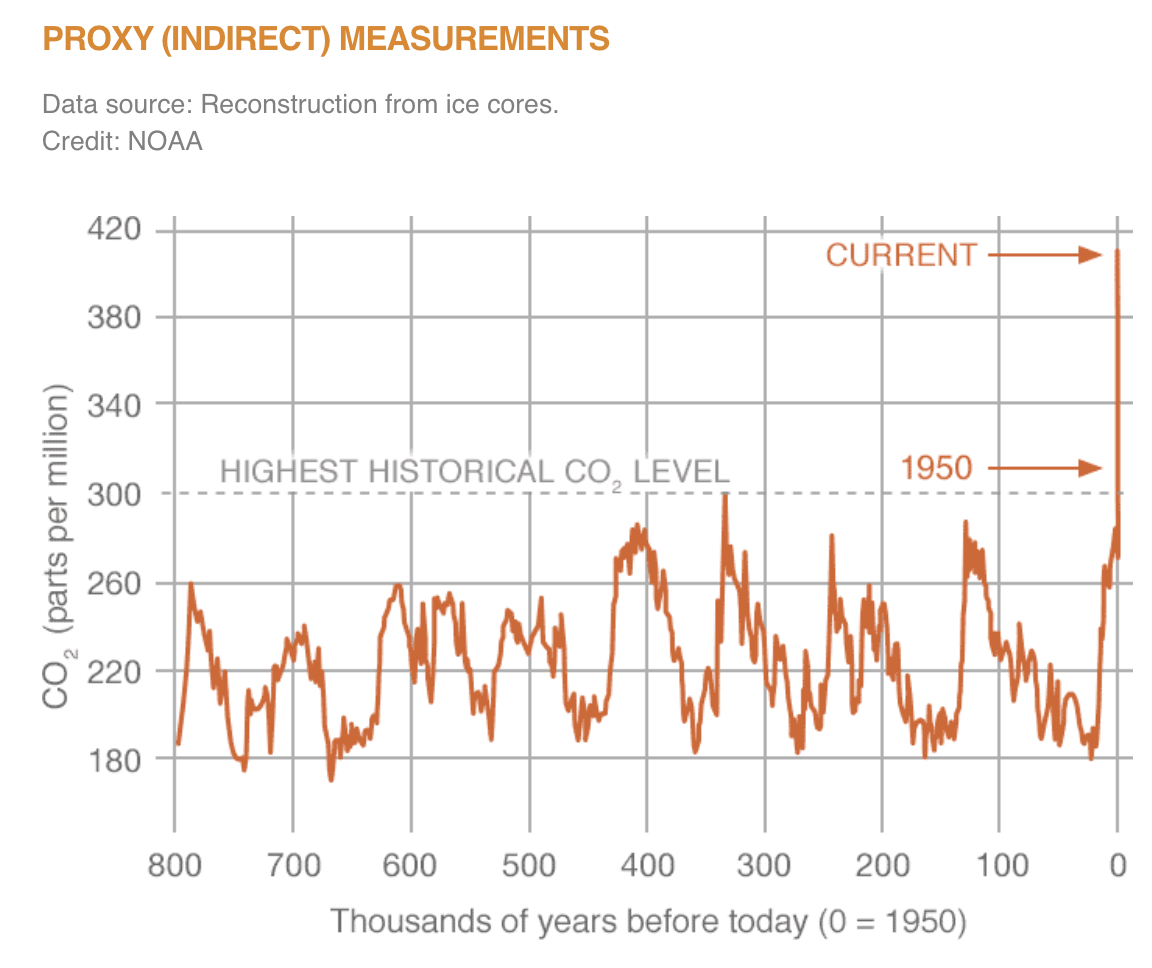 PROXY (INDIRECT) MEASUREMENTS
Data source: Reconstruction from ice cores.
Credit: NOAA
420
CURRENT
380
340
HIGHEST HISTORICAL CO₂ LEVEL
1950
300
260
220
180
CO₂ (parts per million)
800 700 600 500 400 300 200 100 0
Thousands of years before today (0 = 1950)